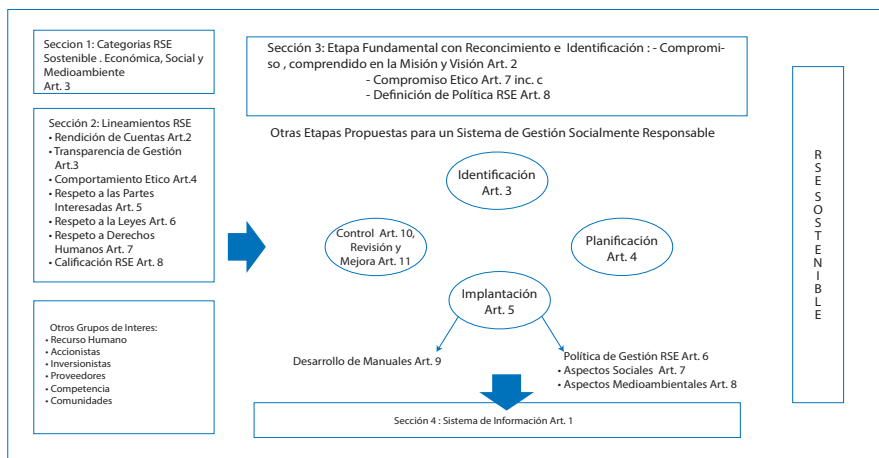 Seccion 1: Categorias RSE
Sostenible . Económica, Social y
Medioambiente
Art. 3
Sección 2: Lineamientos RSE
• Rendición de Cuentas Art.2
• Transparencia de Gestión
Art.3
• Comportamiento Etico Art.4
• Respeto a las Partes
Interesadas Art. 5
• Respeto a la Leyes Art. 6
• Respeto a Derechos
Humanos Art. 7
• Calificación RSE Art. 8
Otros Grupos de Interes:
• Recurso Humano
• Accionistas
• Inversionistas
• Proveedores
• Competencia
• Comunidades
Sección 3: Etapa Fundamental con Reconcimiento e Identificación : - Compromi-
so , comprendido en la Misión y Visión Art. 2
- Compromiso Etico Art. 7 inc. c
- Definición de Política RSE Art. 8
Otras Etapas Propuestas para un Sistema de Gestión Socialmente Responsable
Identificación
Art. 3
Control Art. 10,
Revisión y
Mejora Art. 11
Planificación
Art. 4
Implantación
Art. 5
Desarrollo de Manuales Art. 9
Política de Gestión RSE Art. 6
• Aspectos Sociales Art. 7
• Aspectos Medioambientales Art. 8
Sección 4 : Sistema de Información Art. 1
RSE SOSTENIBLE